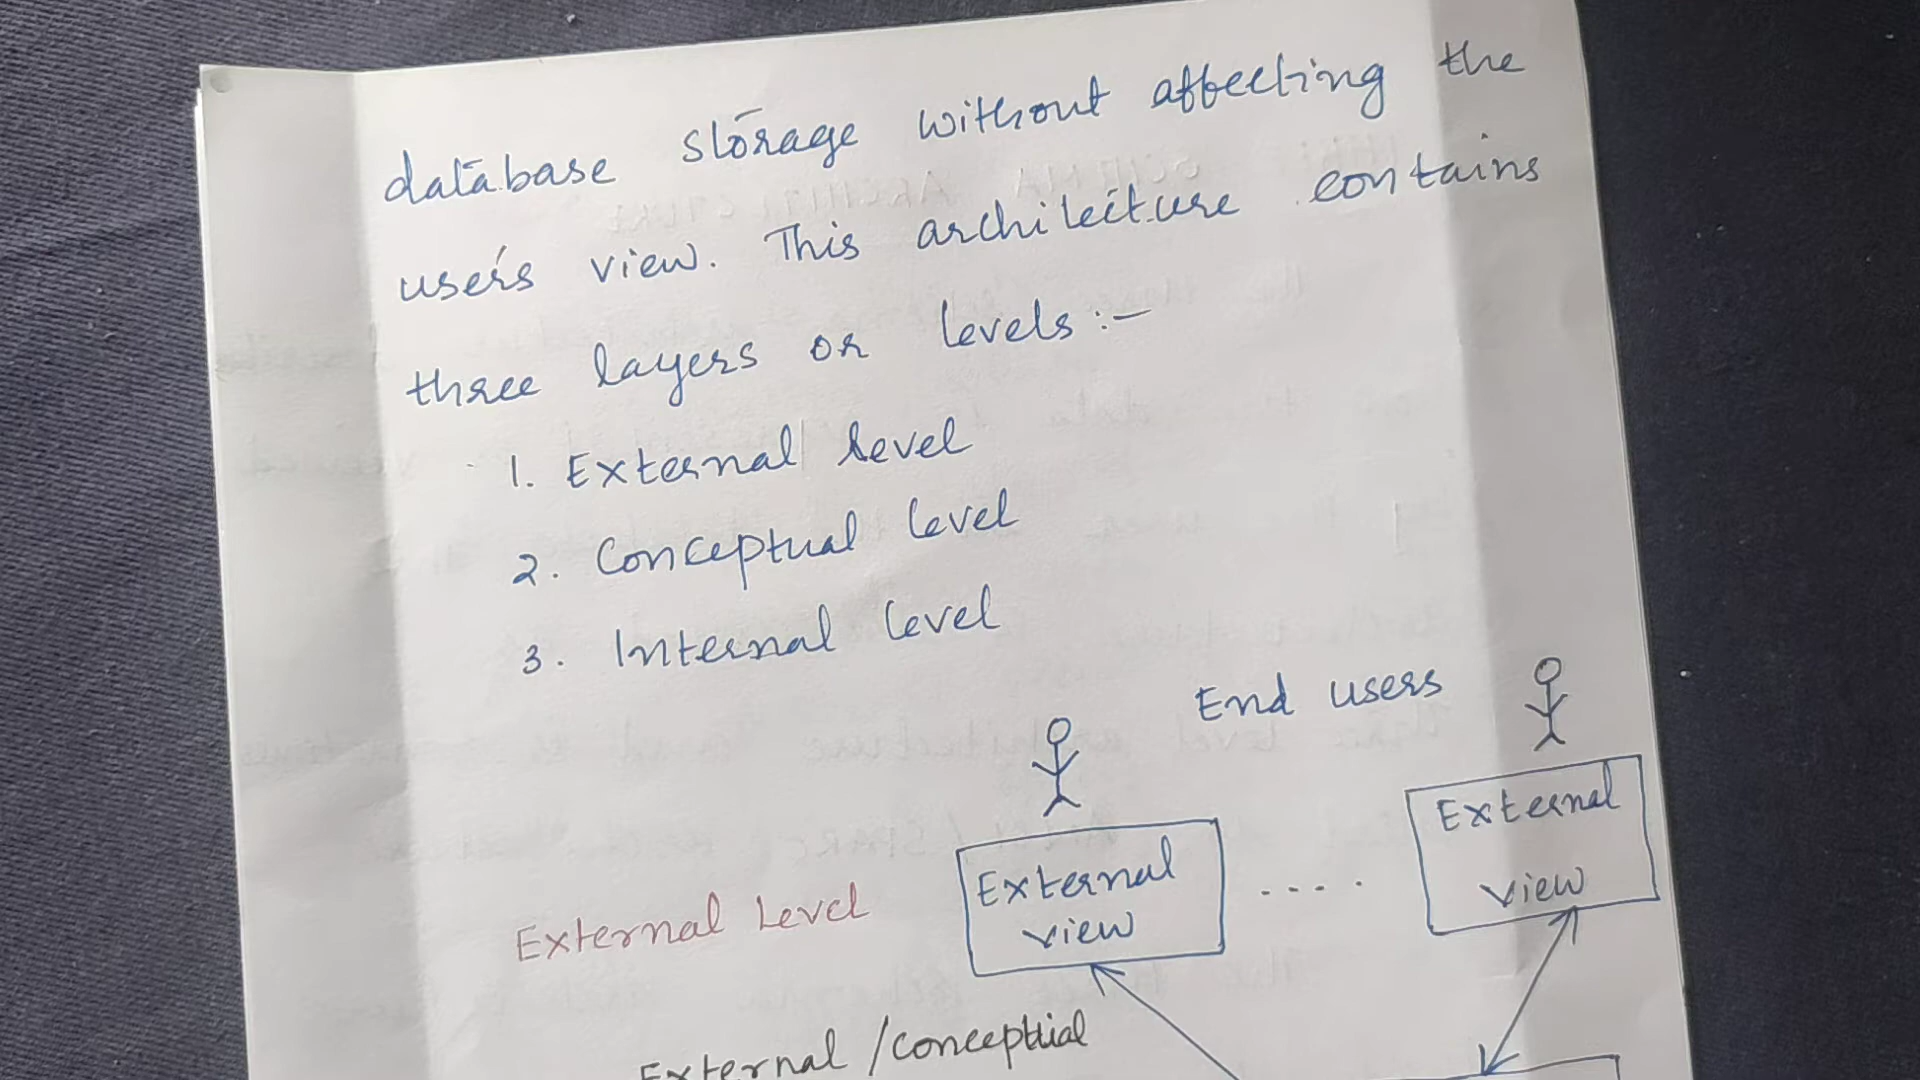 database storage without affecting the
user's view. This architecture contains
three layers or levels :-
1. External level
2. Conceptual level
3. Internal level
End users
External view
. . . .
External view
External Level
External /conceptual